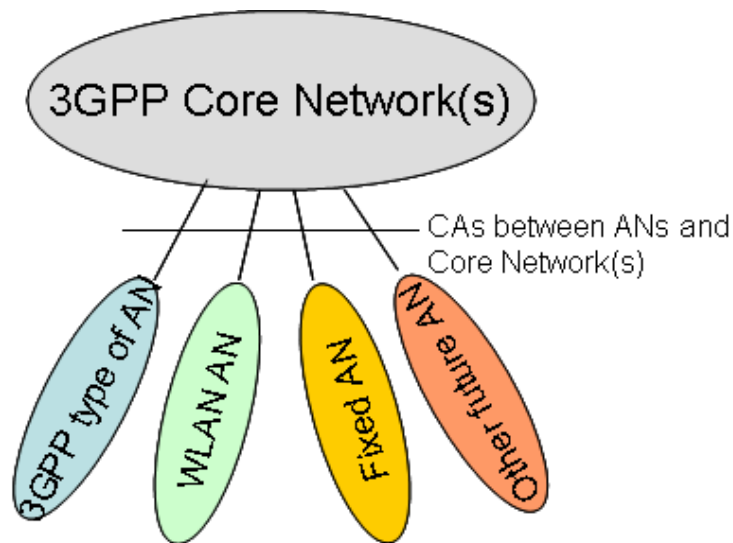 3GPP Core Network(s)
CAs between ANs and
Core Network(s)
3GPP type of AN
WLAN AN
Fixed AN
Other future AN